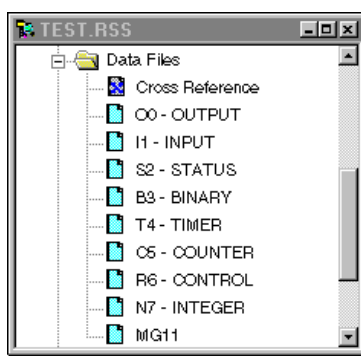 TEST.RSS
Data Files
Cross Reference
O0 - OUTPUT
I1 - INPUT
S2 - STATUS
B3 - BINARY
T4 - TIMER
C5 - COUNTER
R6 - CONTROL
N7 - INTEGER
MG11